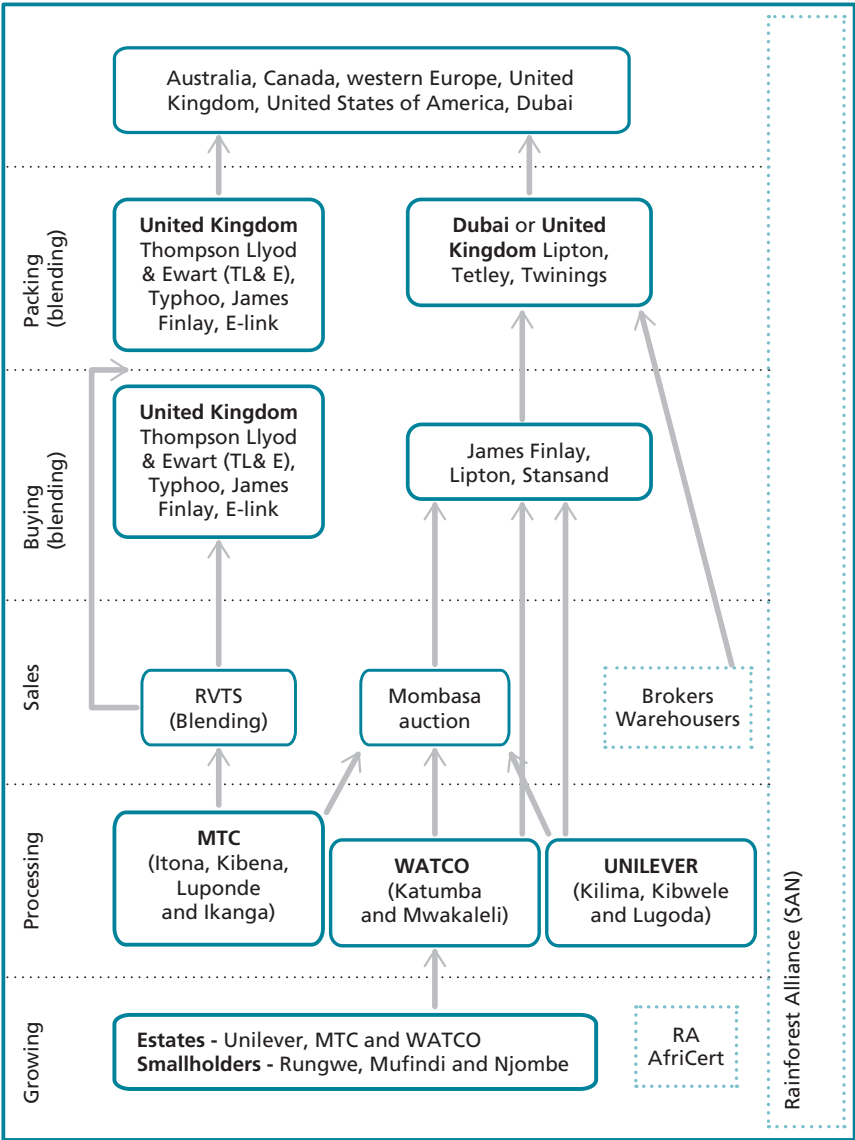 Australia, Canada, western Europe, United
Kingdom, United States of America, Dubai
Packing
(blending)
United Kingdom
Thompson Llyod
& Ewart (TL& E),
Typhoo, James
Finlay, E-link
Dubai or United
Kingdom Lipton,
Tetley, Twinings
Buying
(blending)
United Kingdom
Thompson Llyod
& Ewart (TL& E),
Typhoo, James
Finlay, E-link
James Finlay,
Lipton, Stansand
Sales
RVTS
(Blending)
Mombasa
auction
Brokers
Warehousers
Processing
MTC
(Itona, Kibena,
Luponde
and Ikanga)
WATCO
(Katumba
and Mwakaleli)
UNILEVER
(Kilima, Kibwele
and Lugoda)
Growing
Estates - Unilever, MTC and WATCO
Smallholders - Rungwe, Mufindi and Njombe
RA
AfriCert
Rainforest Alliance (SAN)